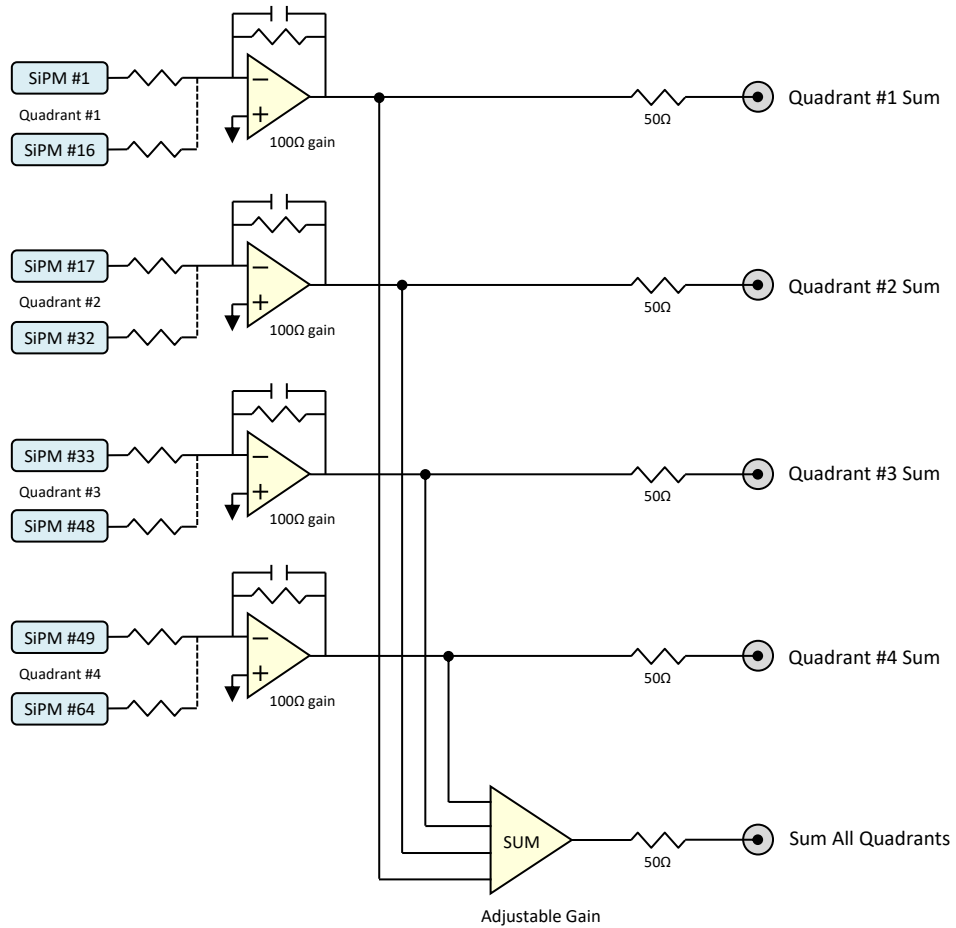 SiPM #1
Quadrant #1
SiPM #16
−
+
100Ω gain
50Ω
Quadrant #1 Sum
SiPM #17
Quadrant #2
SiPM #32
−
+
100Ω gain
50Ω
Quadrant #2 Sum
SiPM #33
Quadrant #3
SiPM #48
−
+
100Ω gain
50Ω
Quadrant #3 Sum
SiPM #49
Quadrant #4
SiPM #64
−
+
100Ω gain
50Ω
Quadrant #4 Sum
SUM
50Ω
Sum All Quadrants
Adjustable Gain